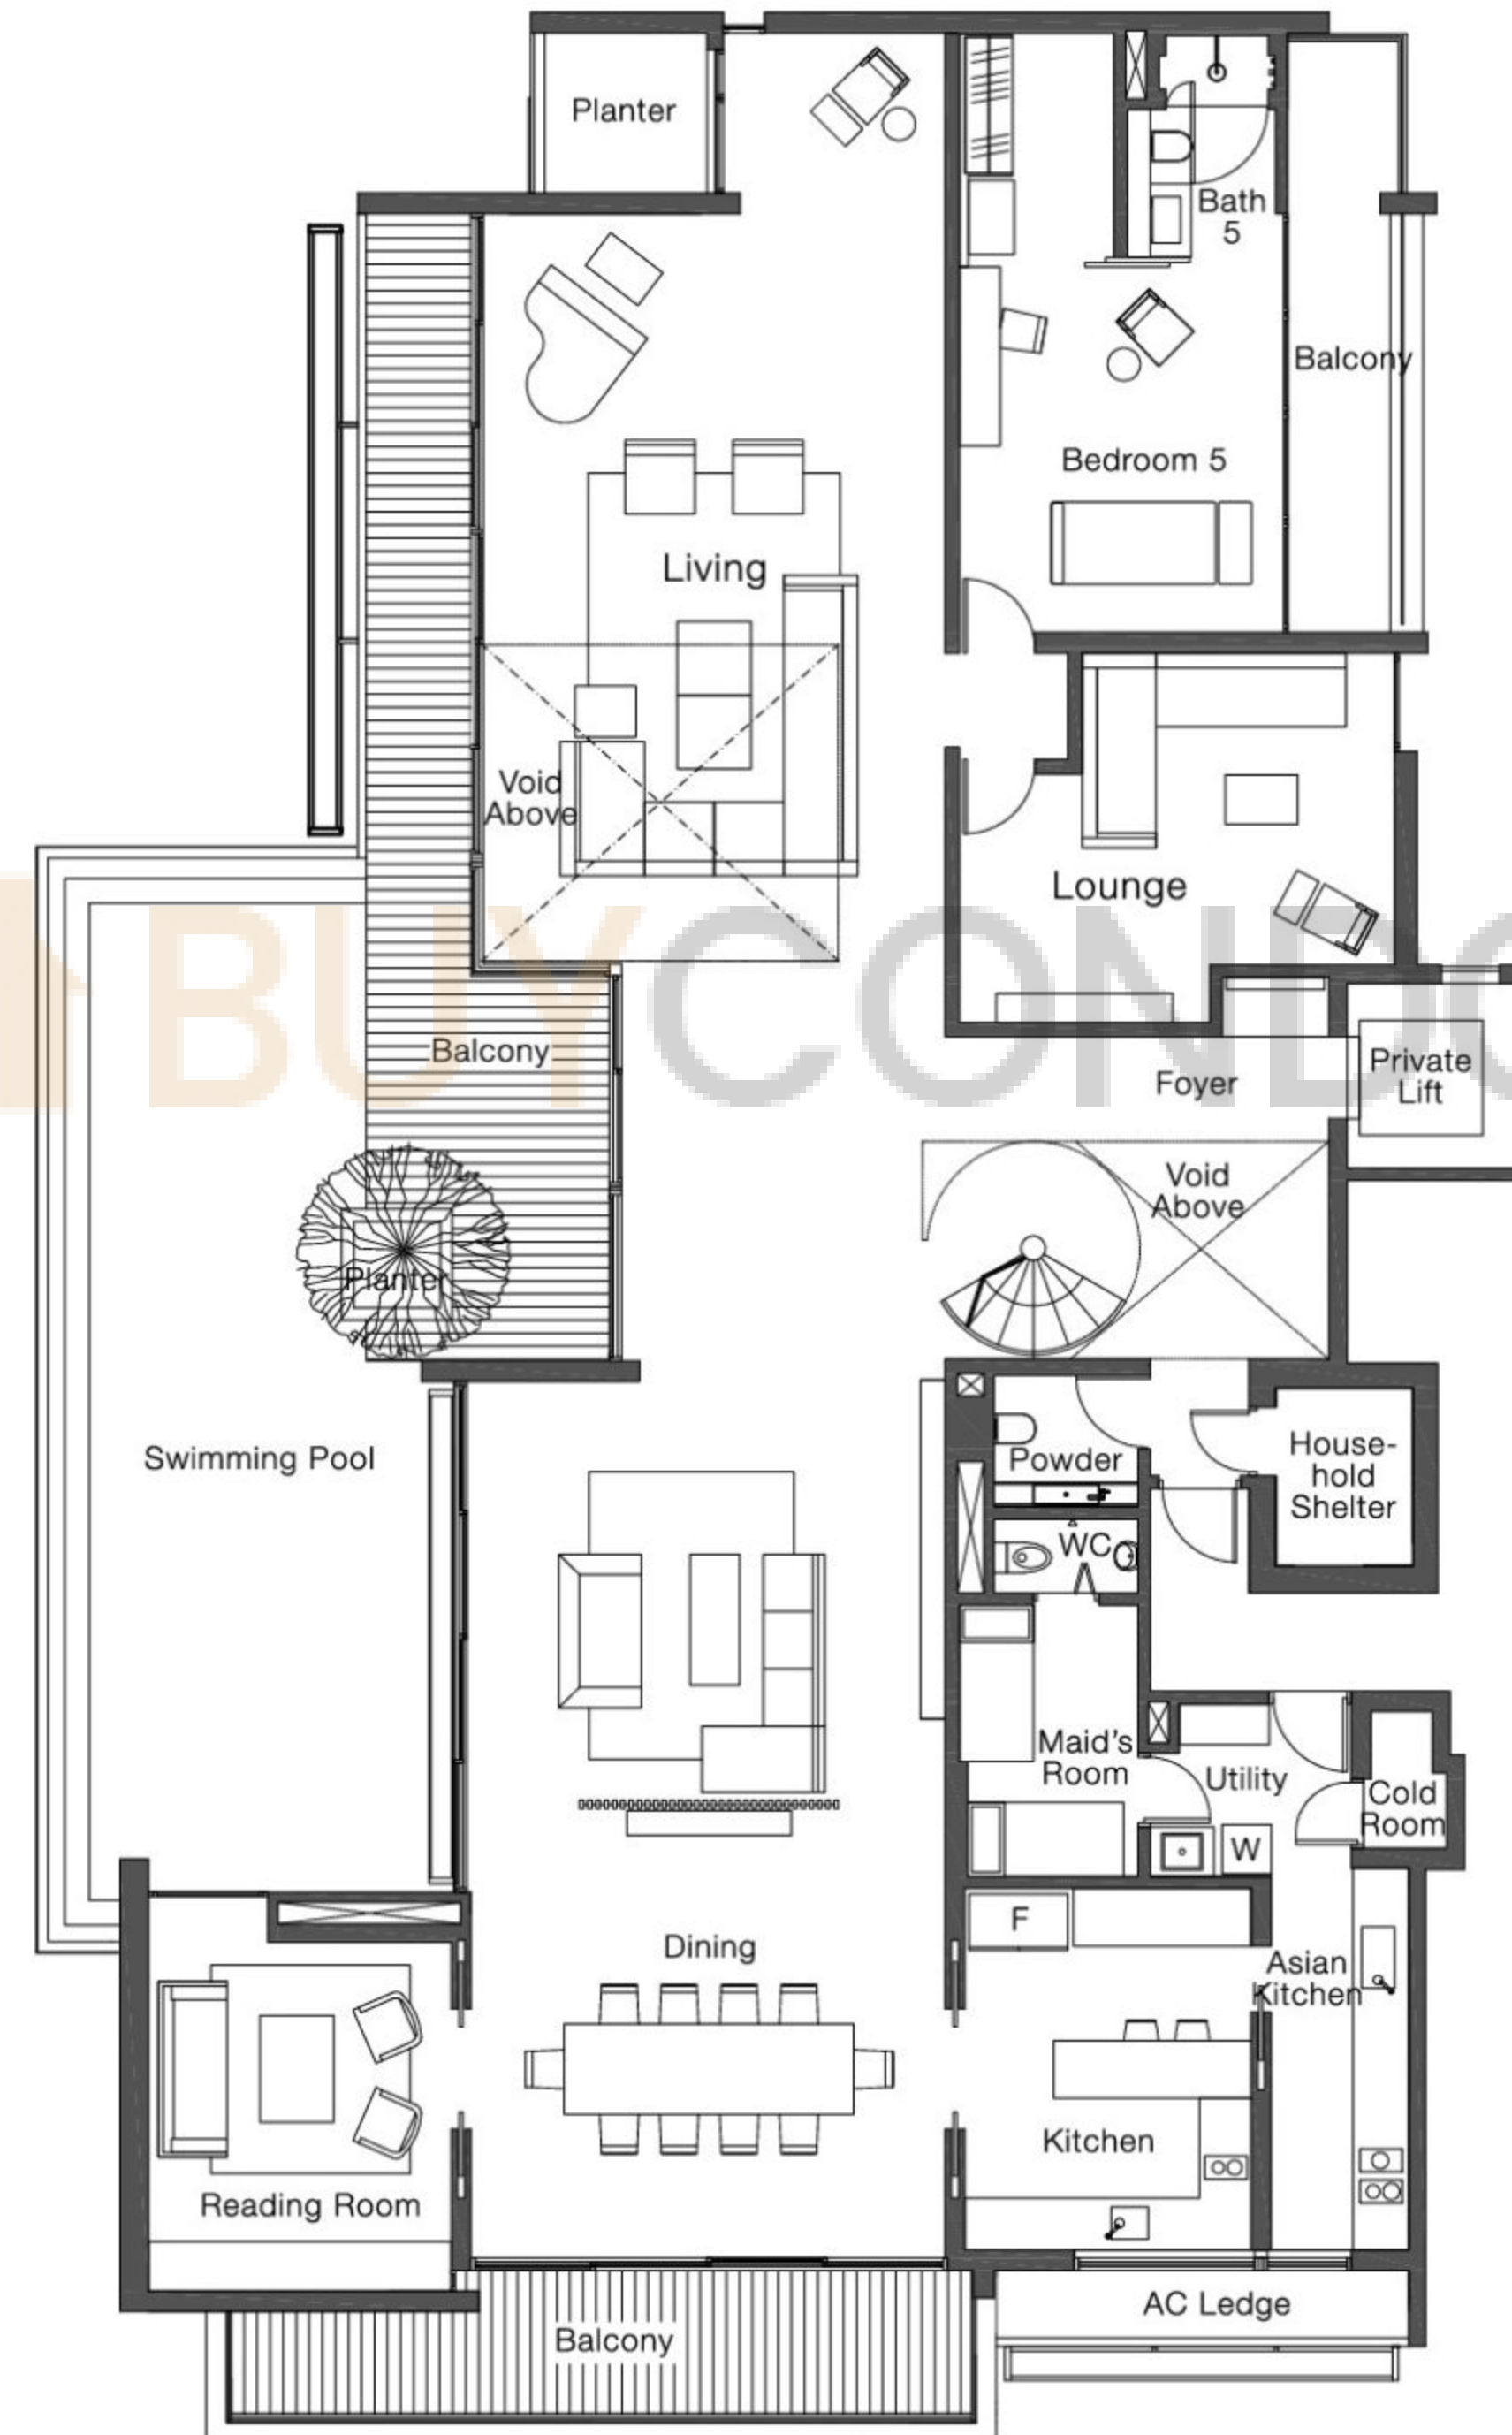 Planter
Bath
5
Balcony
Bedroom 5
Living
Void
Above
Lounge
BUYCONDO
Balcony
Foyer
Private
Lift
Void
Above
Planter
Swimming Pool
Powder
House-
hold
Shelter
WC
Maid's
Room
Utility
Cold
Room
W
F
Dining
Asian
Kitchen
Kitchen
Reading Room
AC Ledge
Balcony